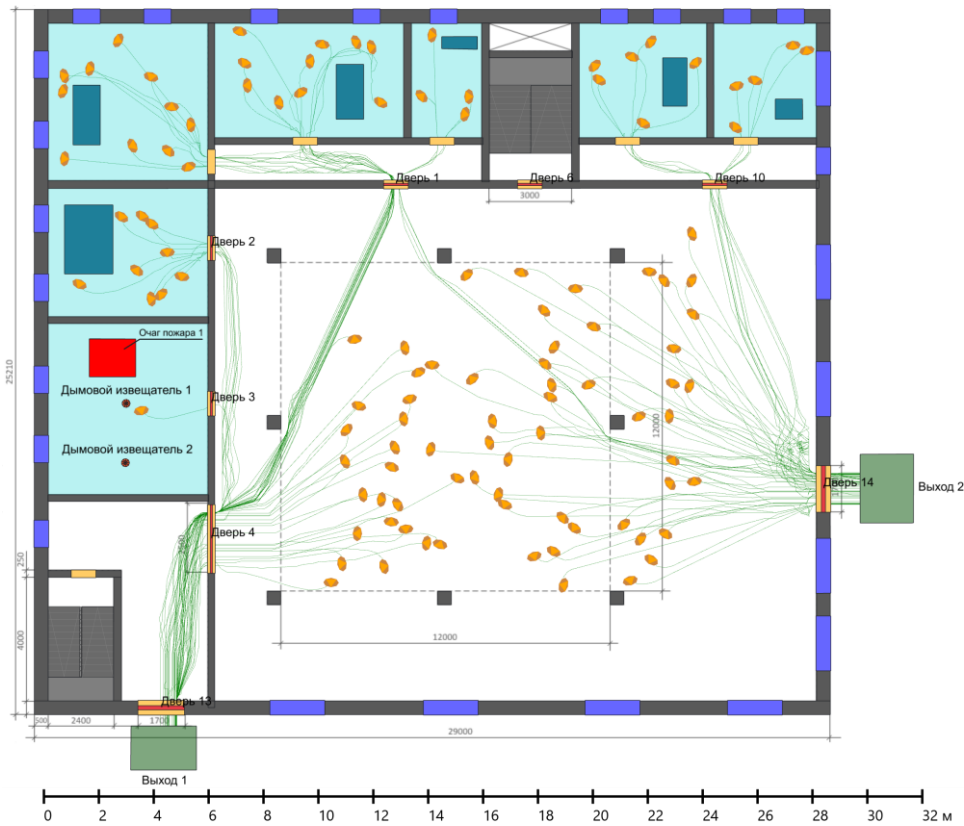 Дверь 1
Дверь 6
Дверь 10
3000
Дверь 2
Очаг пожара 1
25210
Дымовой извещатель 1
Дверь 3
12000
Дымовой извещатель 2
Дверь 14
Выход 2
Дверь 4
250
4000
12000
Дверь 13
500
2400
1700
29000
Выход 1
0 2 4 6 8 10 12 14 16 18 20 22 24 26 28 30 32 м